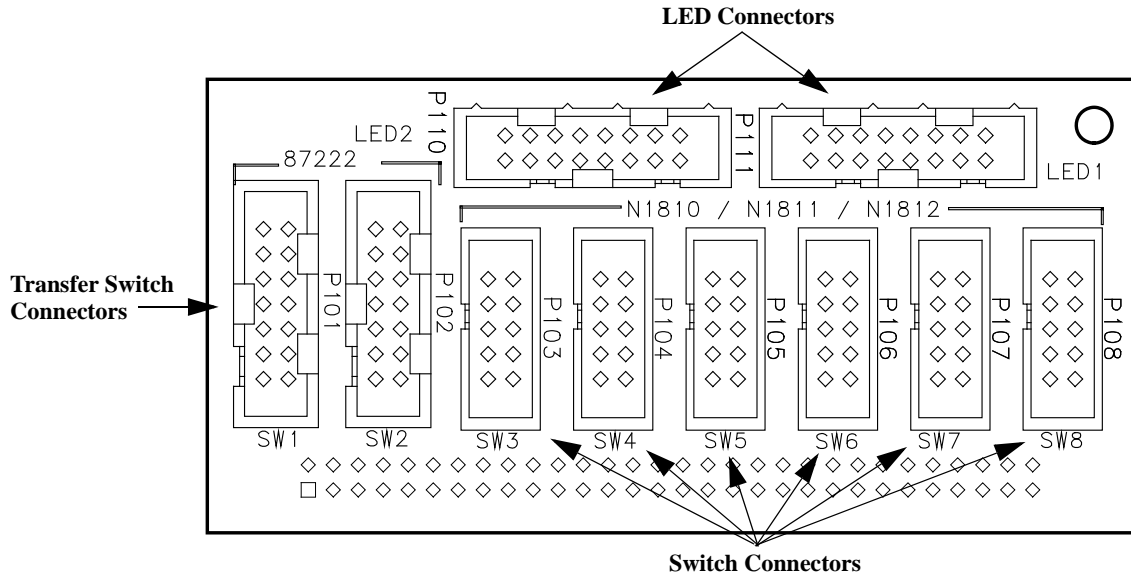 LED Connectors
P110
LED2
P111
LED1
87222
N1810 / N1811 / N1812
Transfer Switch
Connectors
P101
P102
P103
P104
P105
P106
P107
P108
SW1
SW2
SW3
SW4
SW5
SW6
SW7
SW8
Switch Connectors